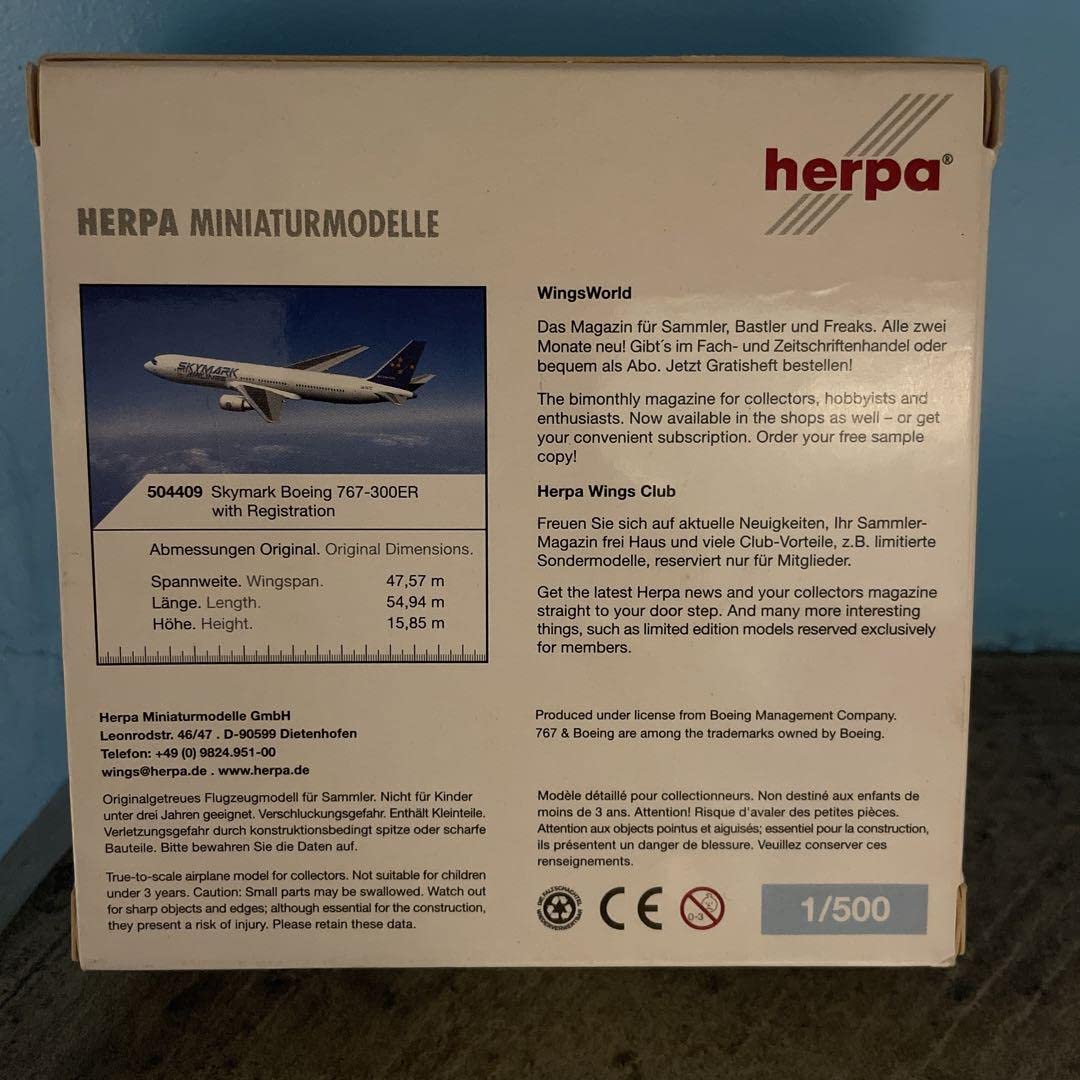 herpa®
HERPA MINIATURMODELLE
SKYMARK
AIRLINES
504409 Skymark Boeing 767-300ER
with Registration
Abmessungen Original. Original Dimensions.
Spannweite. Wingspan. 47,57 m
Länge. Length. 54,94 m
Höhe. Height. 15,85 m
WingsWorld
Das Magazin für Sammler, Bastler und Freaks. Alle zwei
Monate neu! Gibt´s im Fach- und Zeitschriftenhandel oder
bequem als Abo. Jetzt Gratisheft bestellen!
The bimonthly magazine for collectors, hobbyists and
enthusiasts. Now available in the shops as well – or get
your convenient subscription. Order your free sample
copy!
Herpa Wings Club
Freuen Sie sich auf aktuelle Neuigkeiten, Ihr Sammler-
Magazin frei Haus und viele Club-Vorteile, z.B. limitierte
Sondermodelle, reserviert nur für Mitglieder.
Get the latest Herpa news and your collectors magazine
straight to your door step. And many more interesting
things, such as limited edition models reserved exclusively
for members.
Herpa Miniaturmodelle GmbH
Leonrodstr. 46/47 . D-90599 Dietenhofen
Telefon: +49 (0) 9824.951-00
wings@herpa.de . www.herpa.de
Originalgetreues Flugzeugmodell für Sammler. Nicht für Kinder
unter drei Jahren geeignet. Verschluckungsgefahr. Enthält Kleinteile.
Verletzungsgefahr durch konstruktionsbedingt spitze oder scharfe
Bauteile. Bitte bewahren Sie die Daten auf.
True-to-scale airplane model for collectors. Not suitable for children
under 3 years. Caution: Small parts may be swallowed. Watch out
for sharp objects and edges; although essential for the construction,
they present a risk of injury. Please retain these data.
Produced under license from Boeing Management Company.
767 & Boeing are among the trademarks owned by Boeing.
Modèle détaillé pour collectionneurs. Non destiné aux enfants de
moins de 3 ans. Attention! Risque d'avaler des petites pièces.
Attention aux objects pointus et aiguisés; essentiel pour la construction,
ils présentent un danger de blessure. Veuillez conserver ces
renseignements.
DIE FALTSCHACHTEL
WIEDERVERWERTBAR
CE
0-3
1/500